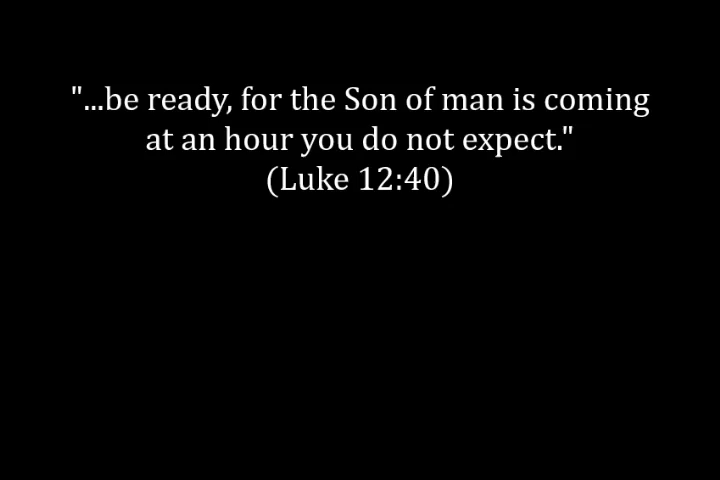 "...be ready, for the Son of man is coming
at an hour you do not expect."
(Luke 12:40)